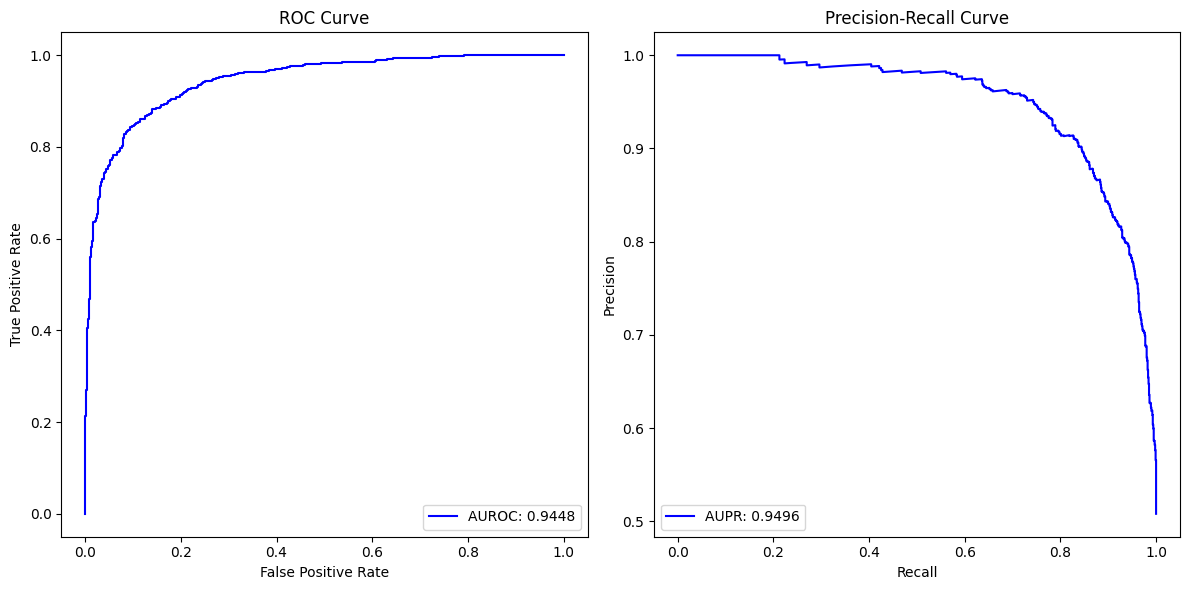 ROC Curve
1.0
0.8
0.6
0.4
0.2
0.0
True Positive Rate
0.0 0.2 0.4 0.6 0.8 1.0
False Positive Rate
AUROC: 0.9448
Precision-Recall Curve
1.0
0.9
0.8
0.7
0.6
0.5
Precision
0.0 0.2 0.4 0.6 0.8 1.0
Recall
AUPR: 0.9496